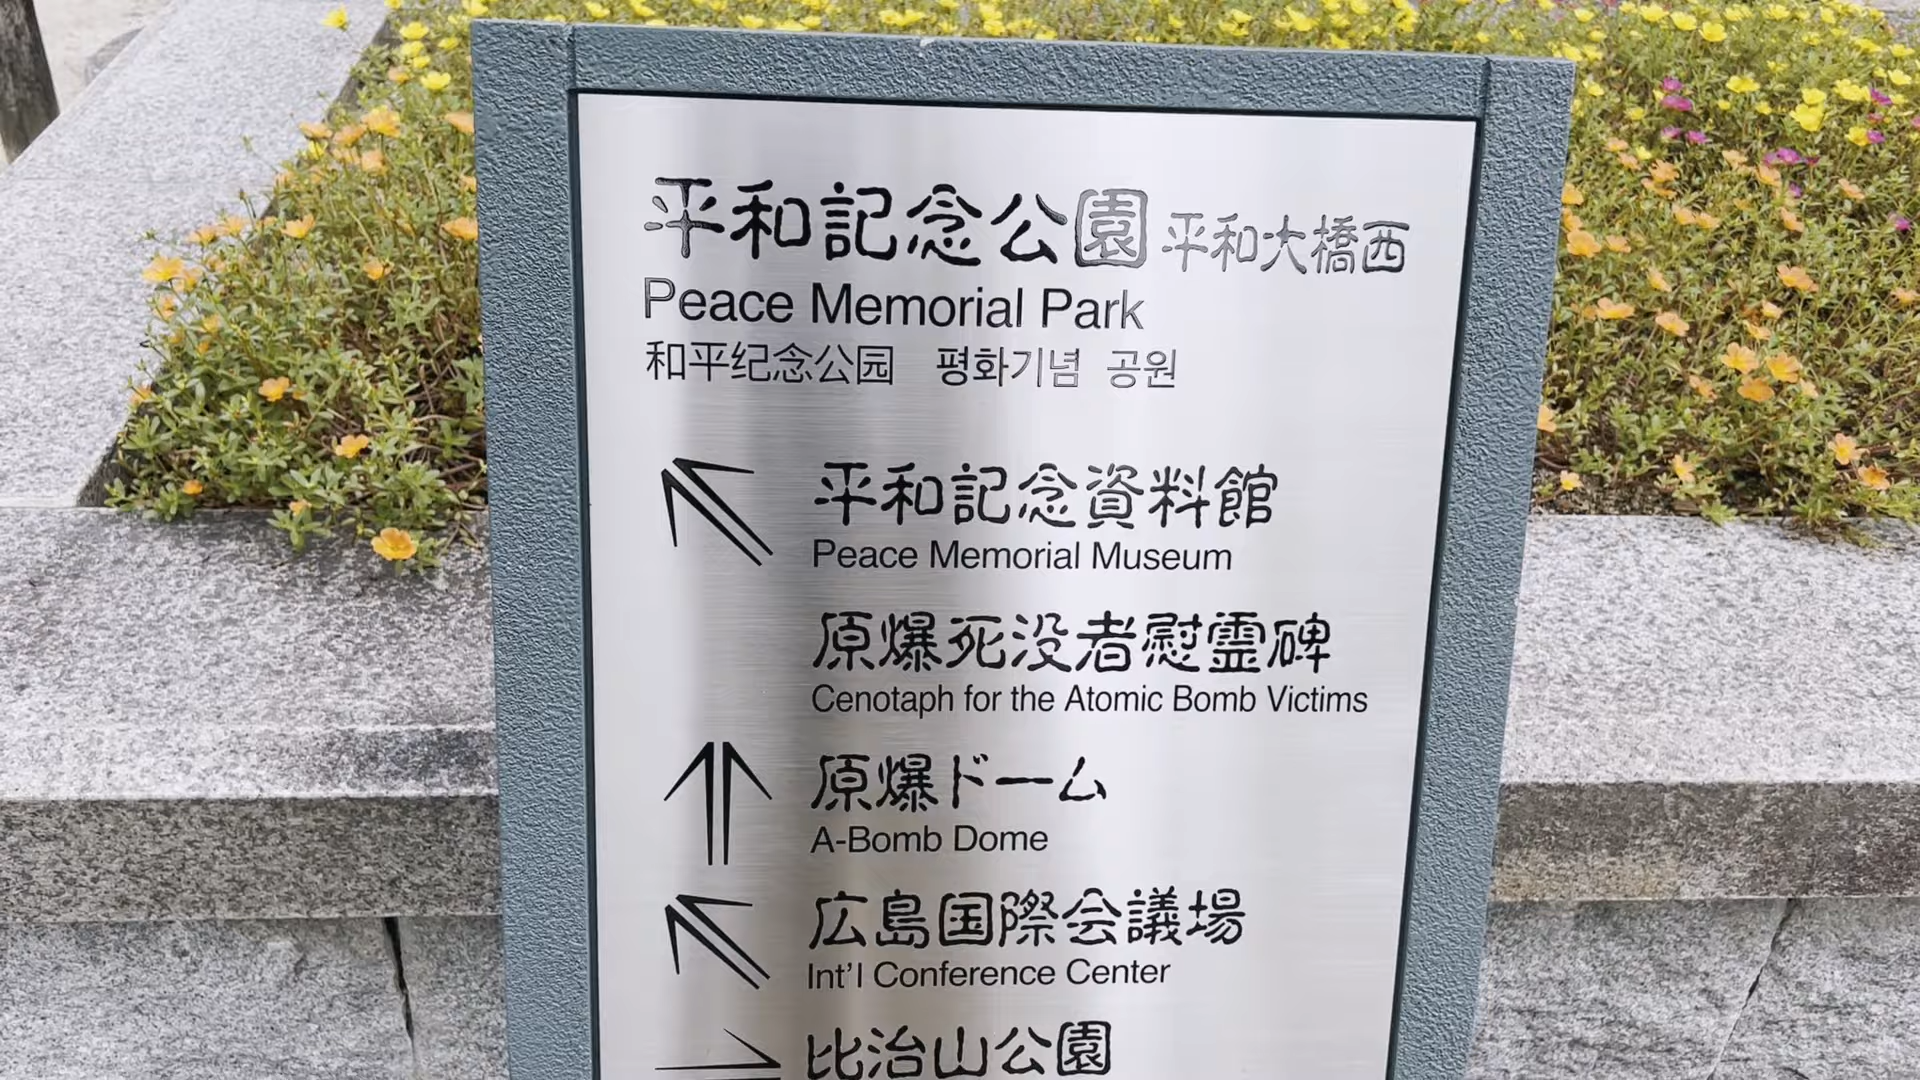 平和記念公園 平和大橋西
Peace Memorial Park
和平纪念公园 평화기념 공원
平和記念資料館
Peace Memorial Museum
原爆死没者慰霊碑
Cenotaph for the Atomic Bomb Victims
原爆ドーム
A-Bomb Dome
広島国際会議場
Int'l Conference Center
比治山公園